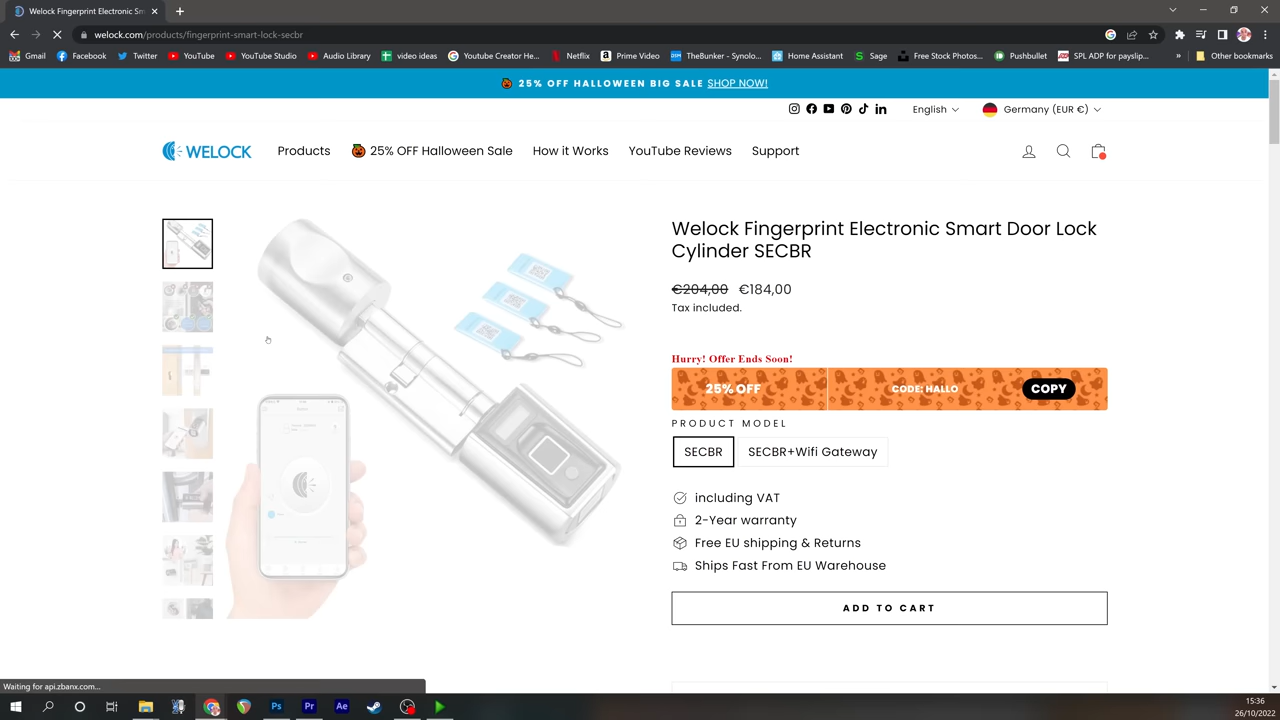 Welock Fingerprint Electronic Sm
welock.com/products/fingerprint-smart-lock-secbr
Gmail
Facebook
Twitter
YouTube
YouTube Studio
Audio Library
video ideas
Youtube Creator He...
Netflix
Prime Video
TheBunker - Synolo...
Home Assistant
Sage
Free Stock Photos...
Pushbullet
SPL ADP for payslip...
»
Other bookmarks
25% OFF HALLOWEEN BIG SALE SHOP NOW!
English
Germany (EUR €)
WELOCK
Products
25% OFF Halloween Sale
How it Works
YouTube Reviews
Support
Welock Fingerprint Electronic Smart Door Lock
Cylinder SECBR
€204,00 €184,00
Tax included.
Hurry! Offer Ends Soon!
25% OFF
CODE: HALLO
COPY
PRODUCT MODEL
SECBR
SECBR+Wifi Gateway
including VAT
2-Year warranty
Free EU shipping & Returns
Ships Fast From EU Warehouse
ADD TO CART
Waiting for api.zbanx.com...
15:36
26/10/2022